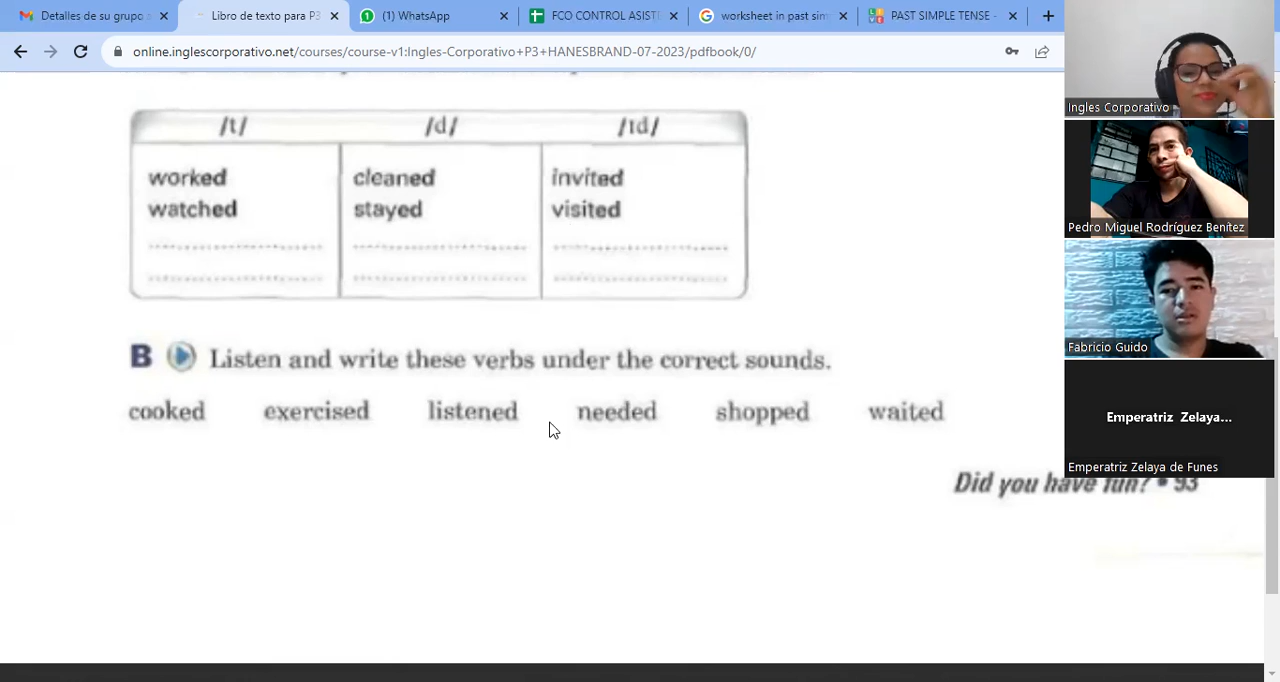 Detalles de su grupo a
Libro de texto para P3
(1) WhatsApp
FCO CONTROL ASIST
worksheet in past sim
PAST SIMPLE TENSE -
online.inglescorporativo.net/courses/course-v1:Ingles-Corporativo+P3+HANESBRAND-07-2023/pdfbook/0/
Ingles Corporativo
/t/ /d/ /ɪd/
worked cleaned invited
watched stayed visited
Pedro Miguel Rodríguez Benítez
B Listen and write these verbs under the correct sounds.
Fabricio Guido
cooked exercised listened needed shopped waited
Emperatriz Zelaya...
Emperatriz Zelaya de Funes
Did you have fun? • 93